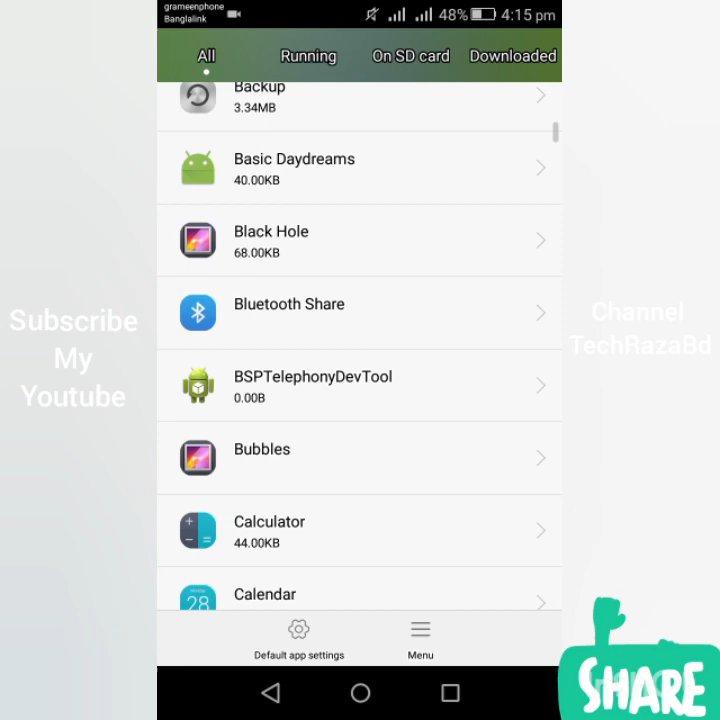 grameenphone
Banglalink
48% 4:15 pm
All Running On SD card Downloaded
Backup
3.34MB
Basic Daydreams
40.00KB
Black Hole
68.00KB
Bluetooth Share
BSPTelephonyDevTool
0.00B
Bubbles
Calculator
44.00KB
Calendar
28
Default app settings
Menu
Subscribe
My
Youtube
Channel
TechRazaBd
SHARE